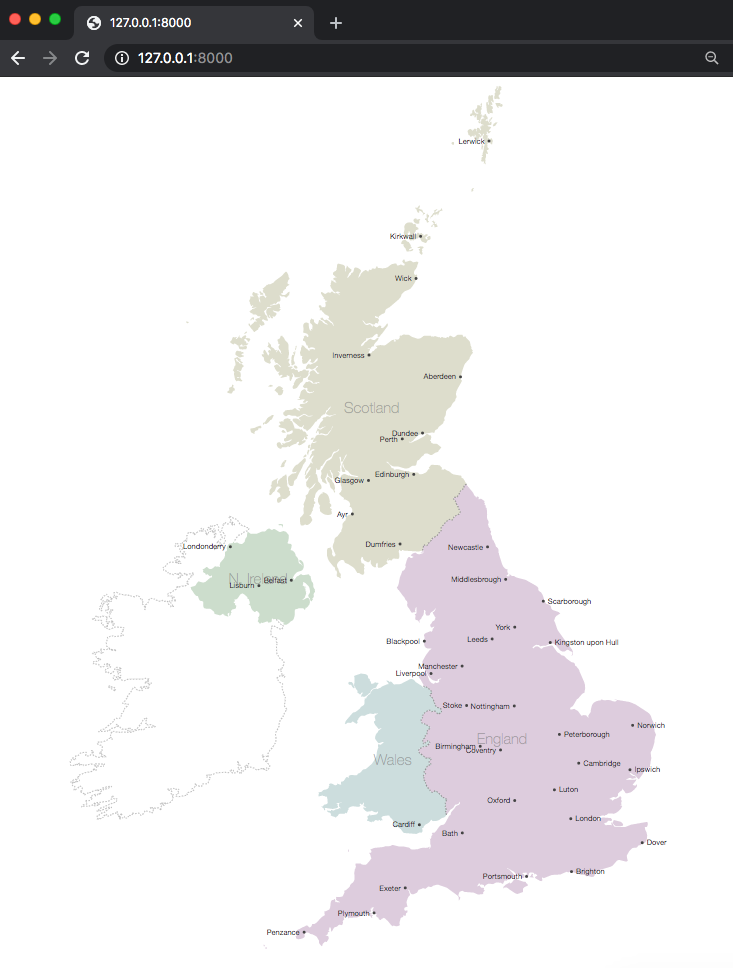 127.0.0.1:8000
127.0.0.1:8000
Lerwick
Kirkwall
Wick
Inverness
Aberdeen
Scotland
Dundee
Perth
Edinburgh
Glasgow
Ayr
Dumfries
Londonderry
Newcastle
N. Ireland
Belfast
Lisburn
Middlesbrough
Scarborough
York
Leeds
Blackpool
Kingston upon Hull
Manchester
Liverpool
Stoke
Nottingham
Norwich
Peterborough
England
Birmingham
Coventry
Wales
Cambridge
Ipswich
Luton
Oxford
London
Cardiff
Bath
Dover
Brighton
Portsmouth
Exeter
Plymouth
Penzance